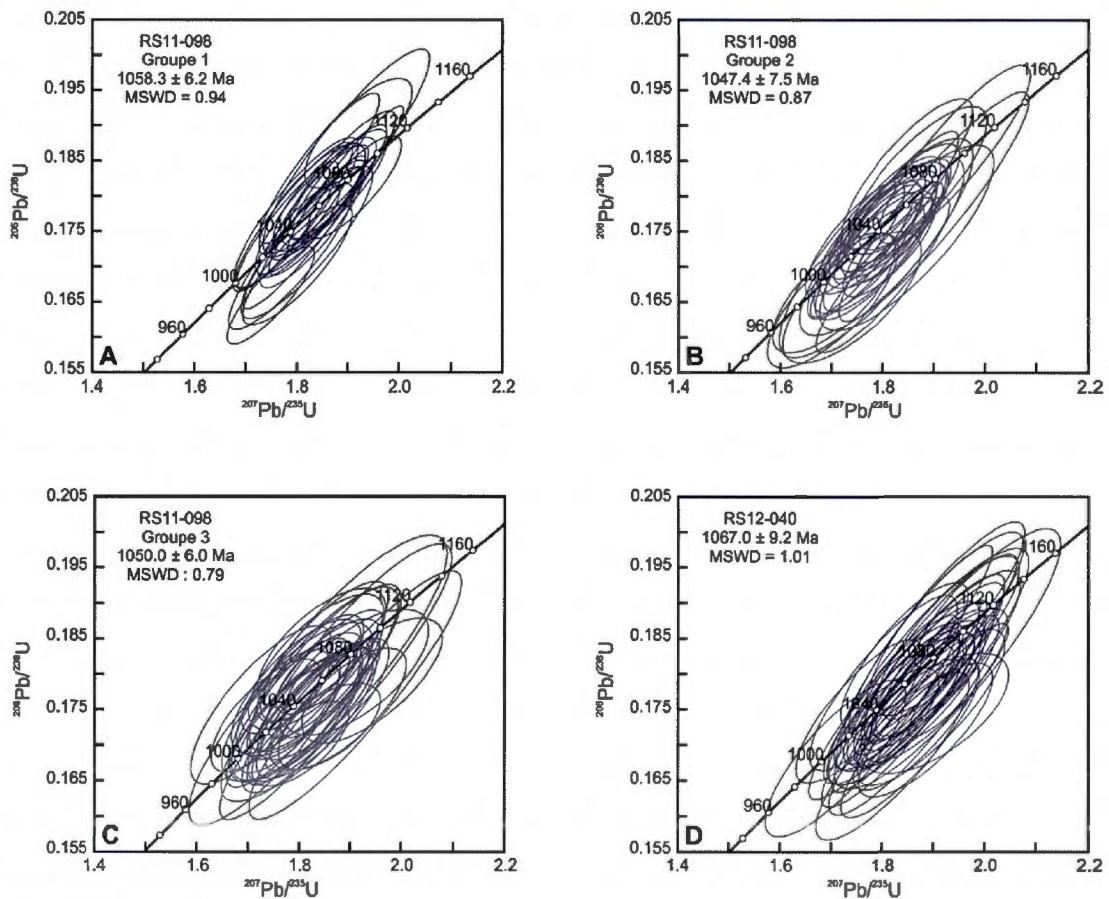 0.205
0.195
0.185
0.175
0.165
0.155
²⁰⁶Pb/²³⁸U
RS11-098
Groupe 1
1058.3 ± 6.2 Ma
MSWD = 0.94
1160
1120
1080
1040
1000
960
A
1.4
1.6
1.8
2.0
2.2
²⁰⁷Pb/²³⁵U
0.205
0.195
0.185
0.175
0.165
0.155
²⁰⁶Pb/²³⁸U
RS11-098
Groupe 2
1047.4 ± 7.5 Ma
MSWD = 0.87
1160
1120
1080
1040
1000
960
B
1.4
1.6
1.8
2.0
2.2
²⁰⁷Pb/²³⁵U
0.205
0.195
0.185
0.175
0.165
0.155
²⁰⁶Pb/²³⁸U
RS11-098
Groupe 3
1050.0 ± 6.0 Ma
MSWD : 0.79
1160
1120
1080
1040
1000
960
C
1.4
1.6
1.8
2.0
2.2
²⁰⁷Pb/²³⁵U
0.205
0.195
0.185
0.175
0.165
0.155
²⁰⁶Pb/²³⁸U
RS12-040
1067.0 ± 9.2 Ma
MSWD = 1.01
1160
1120
1080
1040
1000
960
D
1.4
1.6
1.8
2.0
2.2
²⁰⁷Pb/²³⁵U